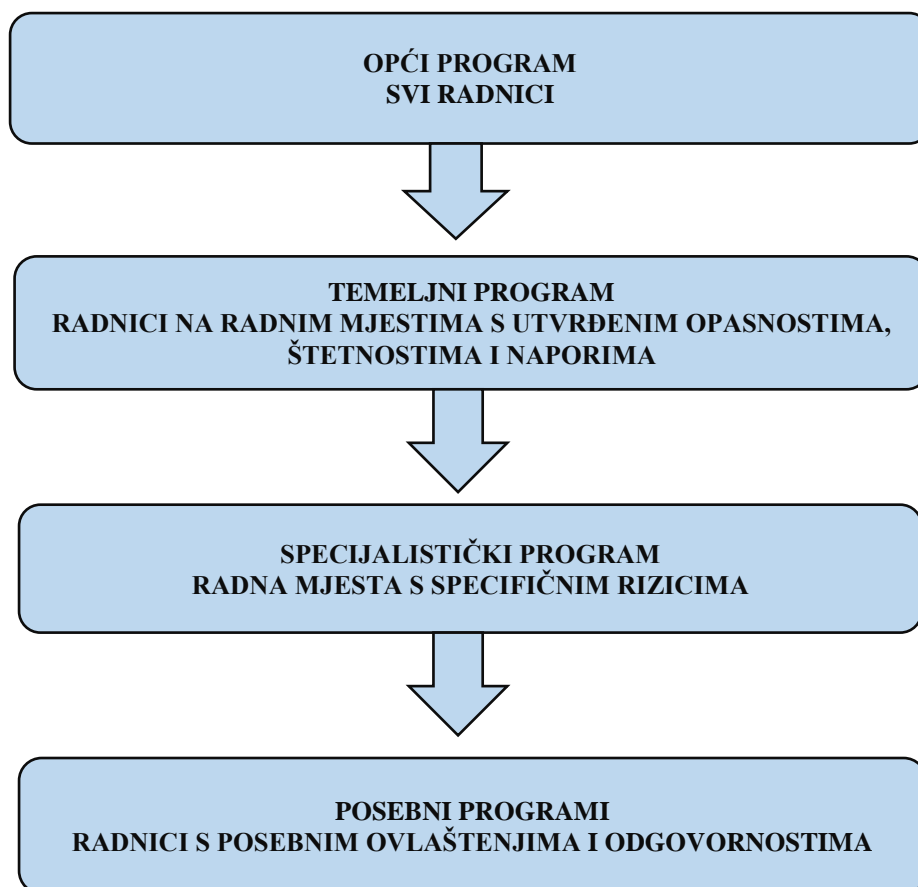 OPĆI PROGRAM
SVI RADNICI
TEMELJNI PROGRAM
RADNICI NA RADNIM MJESTIMA S UTVRĐENIM OPASNOSTIMA,
ŠTETNOSTIMA I NAPORIMA
SPECIJALISTIČKI PROGRAM
RADNA MJESTA S SPECIFIČNIM RIZICIMA
POSEBNI PROGRAMI
RADNICI S POSEBNIM OVLAŠTENJIMA I ODGOVORNOSTIMA